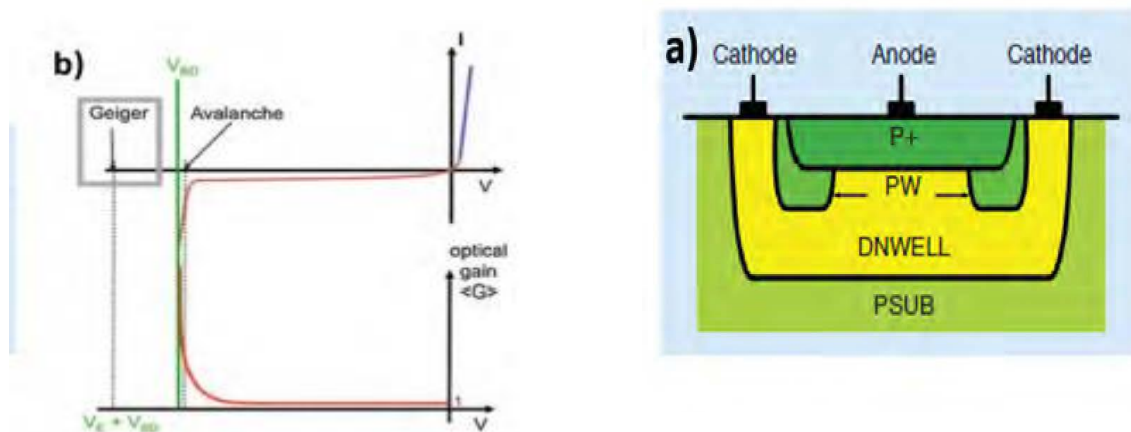 b)
I
V_BD
Geiger
Avalanche
V
optical
gain
<G>
1
V
V_E + V_BD
a)
Cathode
Anode
Cathode
P+
PW
DNWELL
PSUB